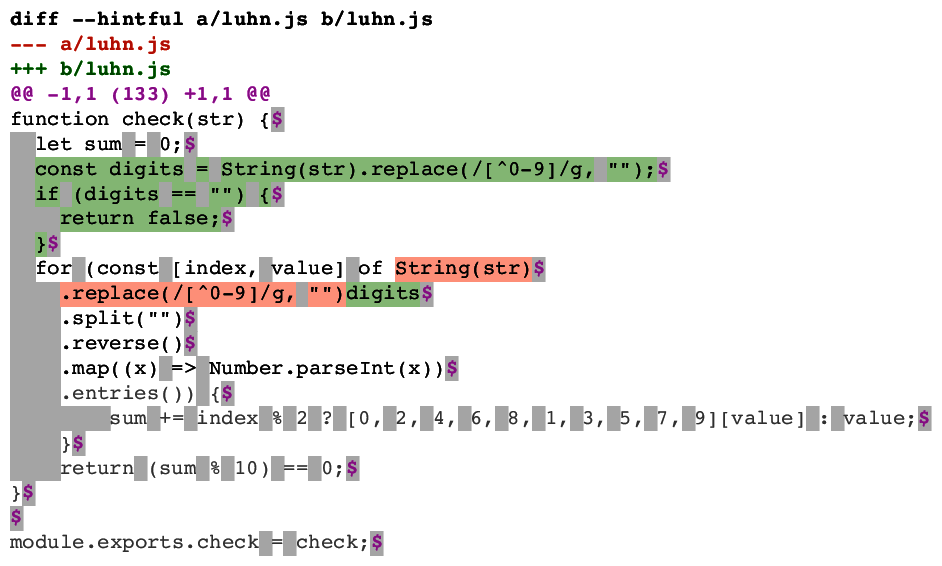 diff --hintful a/luhn.js b/luhn.js
--- a/luhn.js
+++ b/luhn.js
@@ -1,1 (133) +1,1 @@
function check(str) {$
  let sum = 0;$
  const digits = String(str).replace(/[^0-9]/g, "");$
  if (digits == "") {$
    return false;$
  }$
  for (const [index, value] of String(str)$
    .replace(/[^0-9]/g, "")digits$
    .split("")$
    .reverse()$
    .map((x) => Number.parseInt(x))$
    .entries()) {$
        sum += index % 2 ? [0, 2, 4, 6, 8, 1, 3, 5, 7, 9][value] : value;$
    }$
    return (sum % 10) == 0;$
}$
$
module.exports.check = check;$